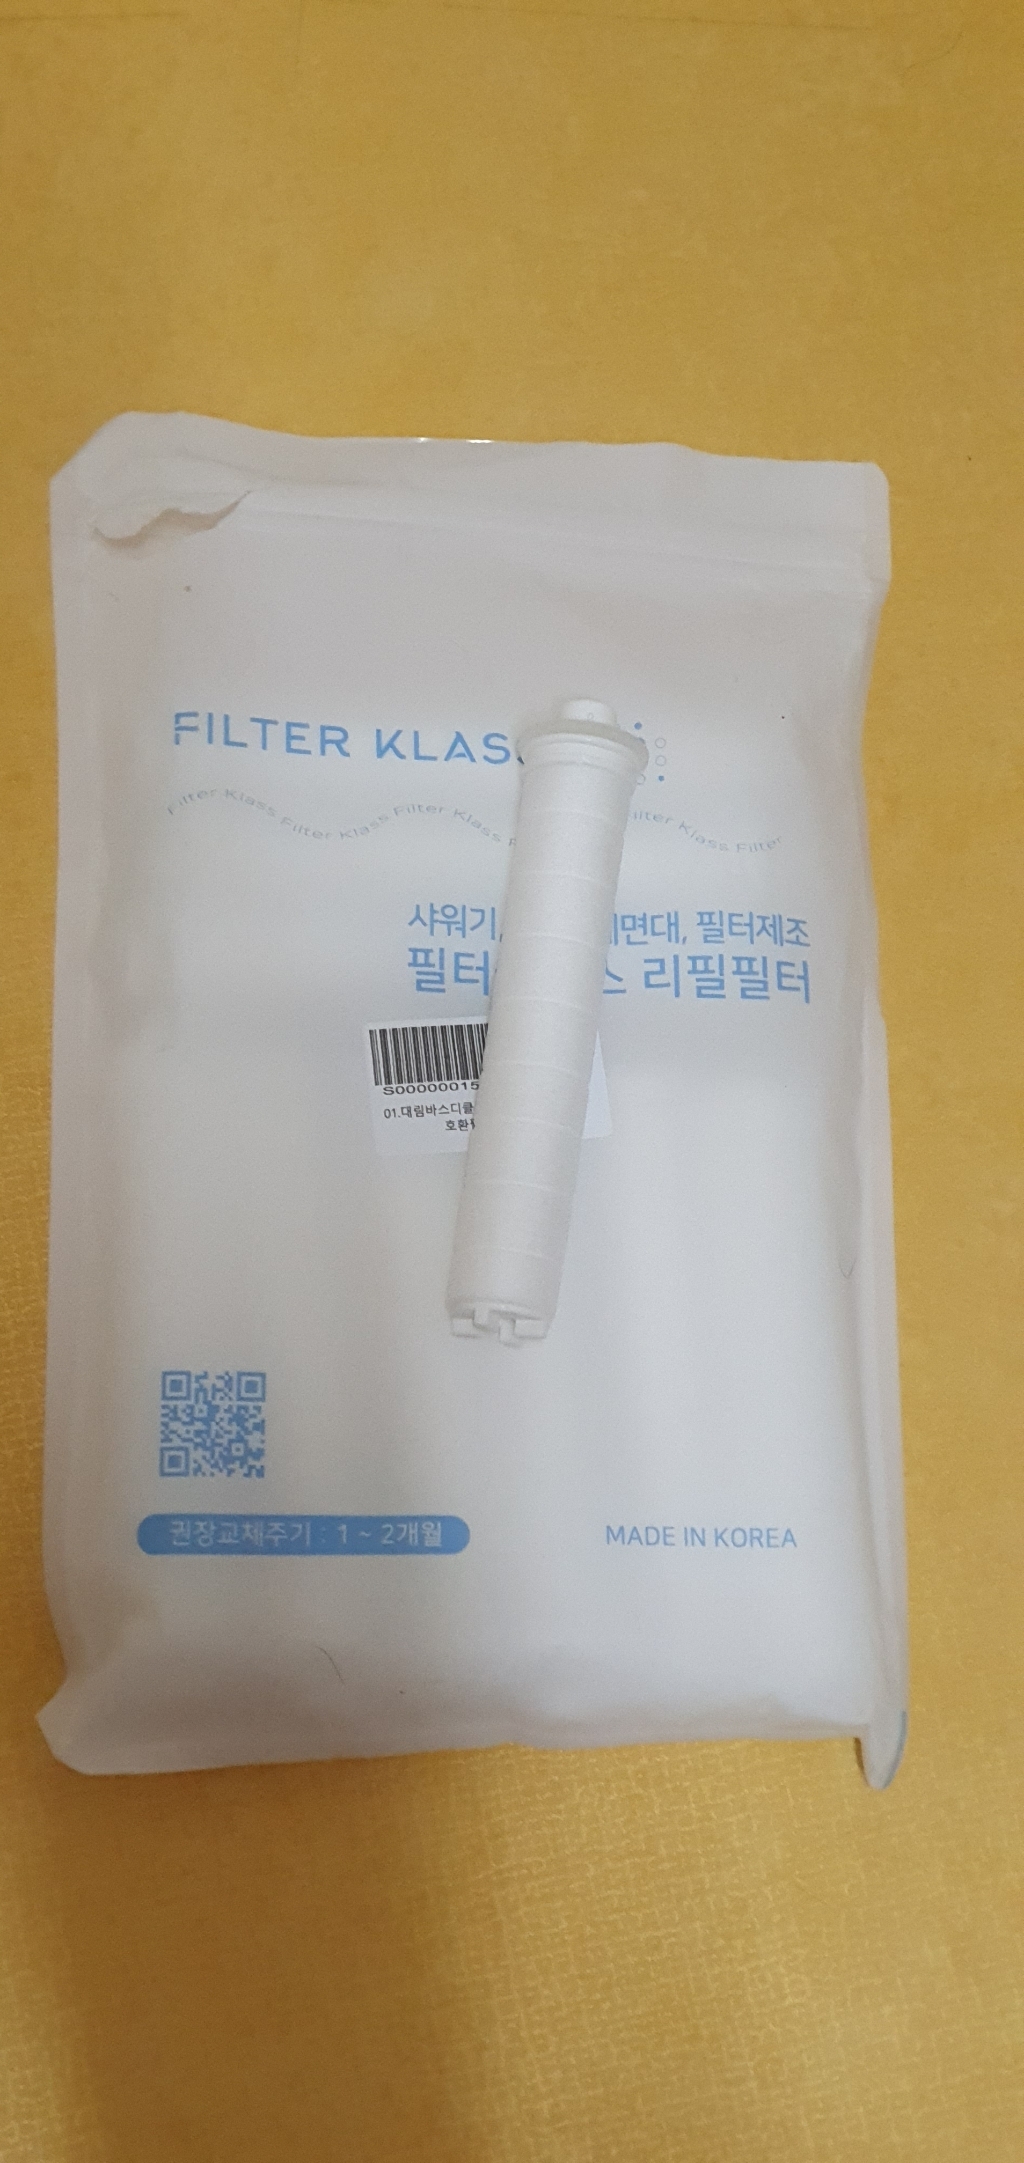 FILTER KLASS
Filter Klass Filter Klass Filter Klass Filter Klass Filter
샤워기, 면대, 필터제조
필터 스 리필필터
S00000015
01.대림바스디클
호환
권장교체주기 : 1 ~ 2개월
MADE IN KOREA